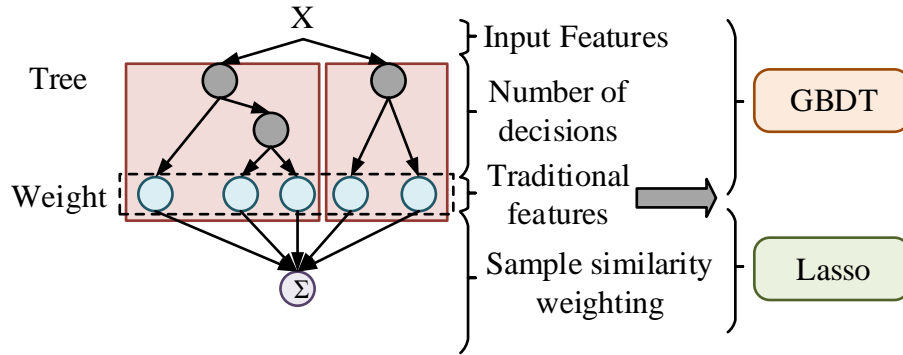 X
Input Features
Tree
Number of
decisions
GBDT
Weight
Traditional
features
Sample similarity
weighting
Lasso
Σ